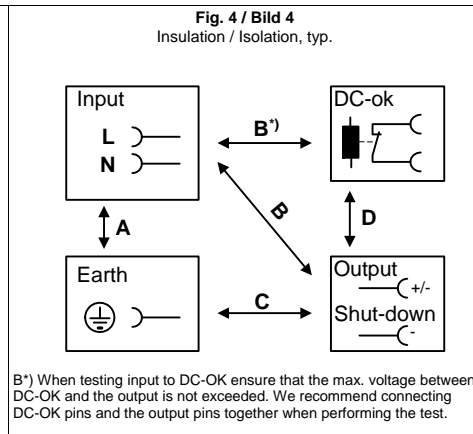 Fig. 4 / Bild 4
Insulation / Isolation, typ.
Input
L
N
B*)
DC-ok
A
B
D
Earth
C
Output
+/-
Shut-down
-
B*) When testing input to DC-OK ensure that the max. voltage between
DC-OK and the output is not exceeded. We recommend connecting
DC-OK pins and the output pins together when performing the test.